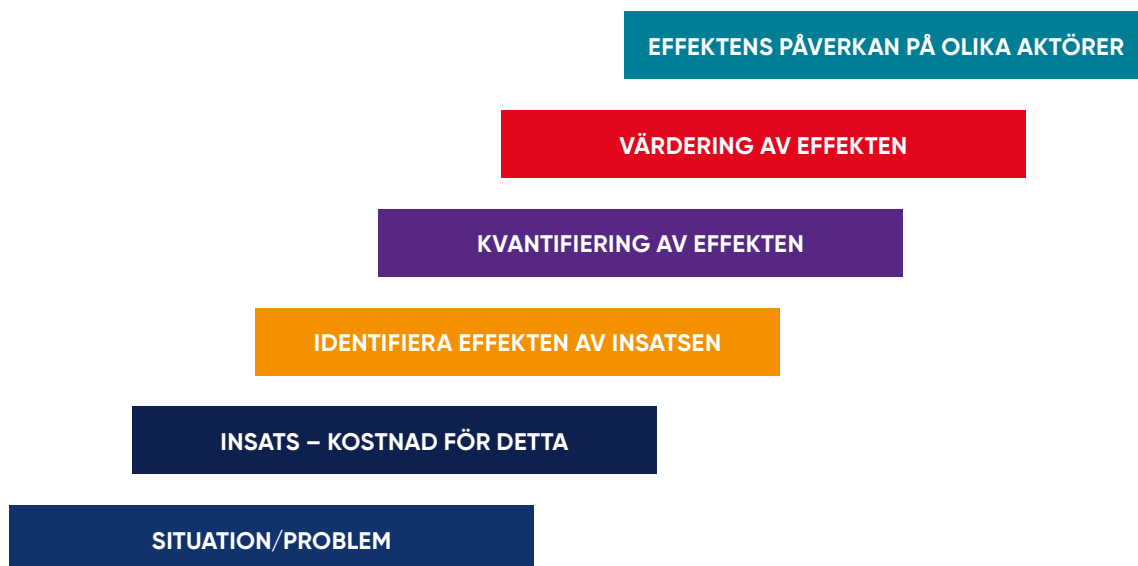 EFFEKTENS PÅVERKAN PÅ OLIKA AKTÖRER
VÄRDERING AV EFFEKTEN
KVANTIFIERING AV EFFEKTEN
IDENTIFIERA EFFEKTEN AV INSATSEN
INSATS – KOSTNAD FÖR DETTA
SITUATION/PROBLEM